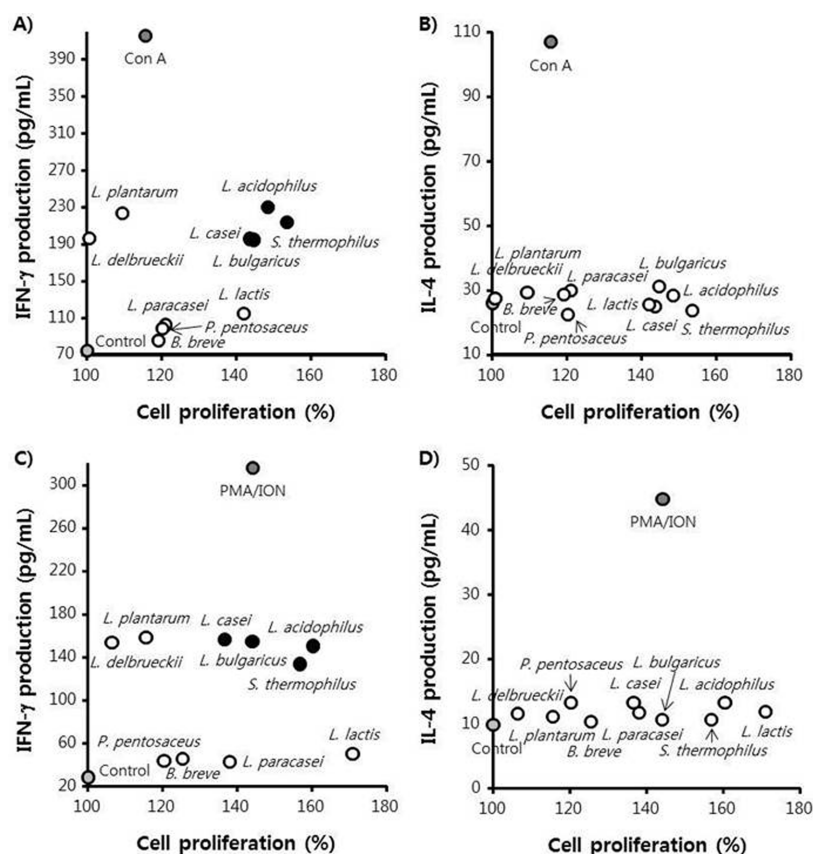 A)
IFN-γ production (pg/mL)
390
350
310
270
230
190
150
110
70
Con A
L. plantarum
L. acidophilus
L. casei
S. thermophilus
L. delbrueckii
L. bulgaricus
L. paracasei
L. lactis
P. pentosaceus
Control
B. breve
100 120 140 160 180
Cell proliferation (%)
B)
IL-4 production (pg/mL)
110
90
70
50
30
10
Con A
L. plantarum
L. bulgaricus
L. delbrueckii
L. paracasei
L. acidophilus
B. breve
L. lactis
Control
L. casei
S. thermophilus
P. pentosaceus
100 120 140 160 180
Cell proliferation (%)
C)
IFN-γ production (pg/mL)
300
260
220
180
140
100
60
20
PMA/ION
L. plantarum
L. casei
L. acidophilus
L. delbrueckii
L. bulgaricus
S. thermophilus
P. pentosaceus
L. lactis
Control
B. breve
L. paracasei
100 120 140 160 180
Cell proliferation (%)
D)
IL-4 production (pg/mL)
50
40
30
20
10
0
PMA/ION
P. pentosaceus
L. bulgaricus
L. delbrueckii
L. casei
L. acidophilus
Control
L. plantarum
L. paracasei
L. lactis
B. breve
S. thermophilus
100 120 140 160 180
Cell proliferation (%)